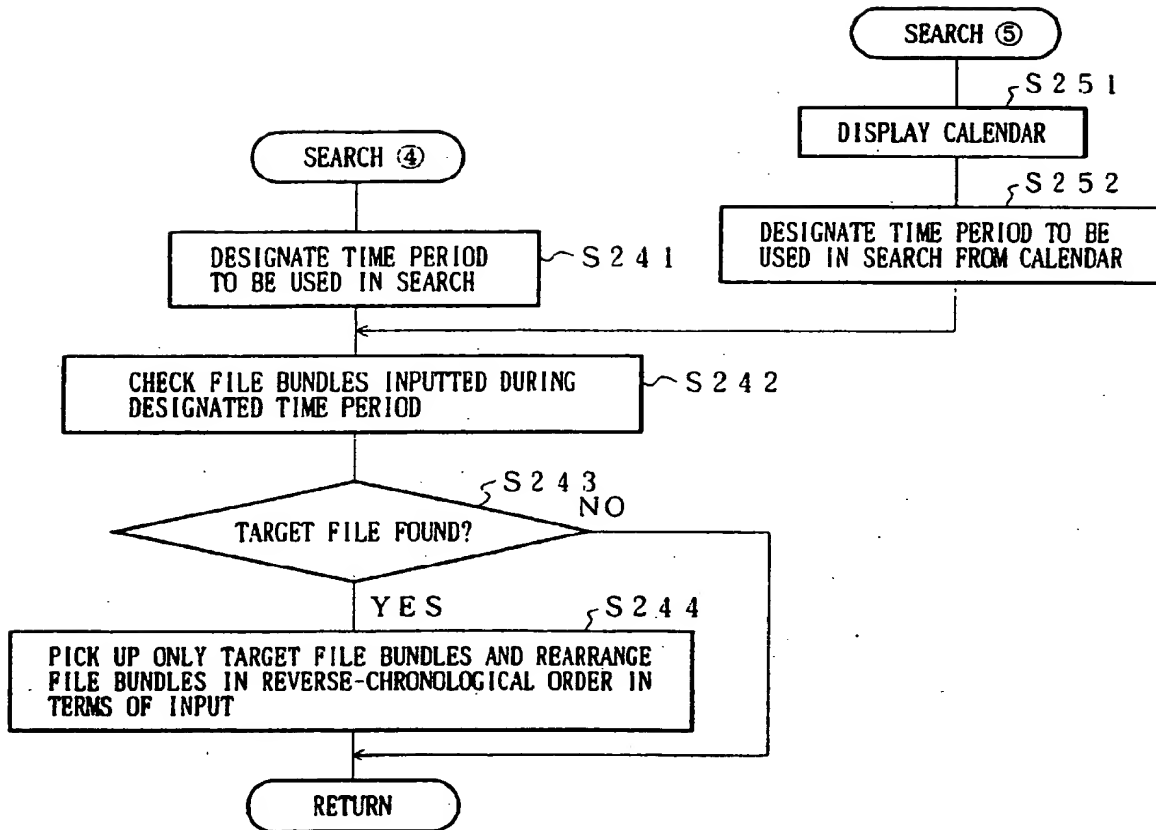 SEARCH ⑤
S251
DISPLAY CALENDAR
SEARCH ④
S252
DESIGNATE TIME PERIOD TO BE
USED IN SEARCH FROM CALENDAR
DESIGNATE TIME PERIOD
TO BE USED IN SEARCH
S241
CHECK FILE BUNDLES INPUTTED DURING
DESIGNATED TIME PERIOD
S242
S243
NO
TARGET FILE FOUND?
YES
S244
PICK UP ONLY TARGET FILE BUNDLES AND REARRANGE
FILE BUNDLES IN REVERSE-CHRONOLOGICAL ORDER IN
TERMS OF INPUT
RETURN